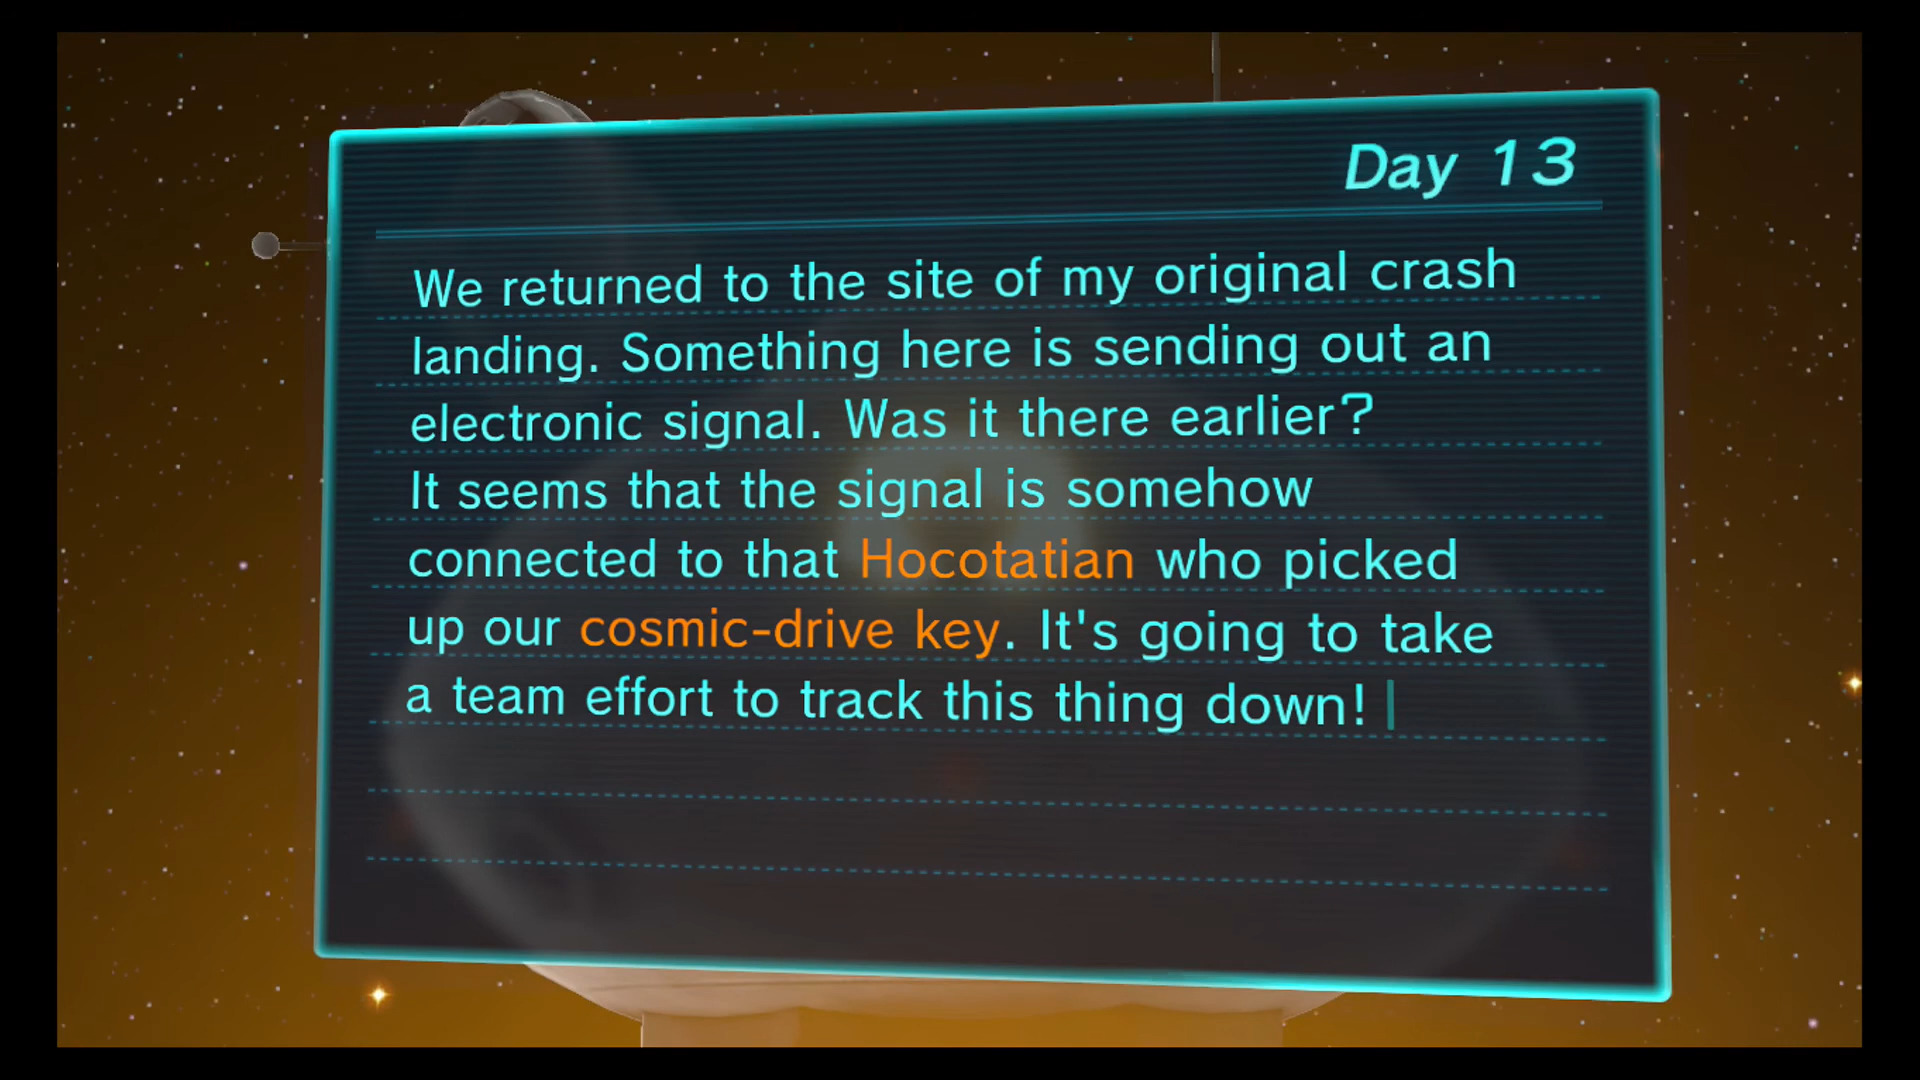 Day 13
We returned to the site of my original crash
landing. Something here is sending out an
electronic signal. Was it there earlier?
It seems that the signal is somehow
connected to that Hocotatian who picked
up our cosmic-drive key. It's going to take
a team effort to track this thing down!